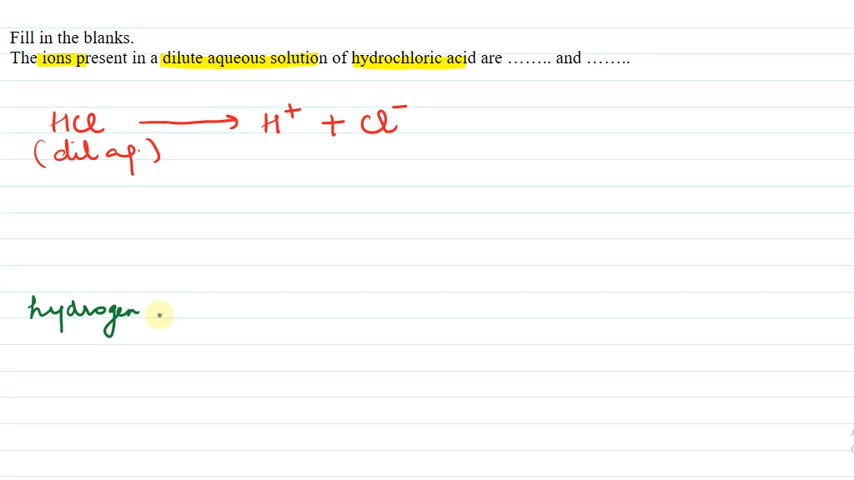 Fill in the blanks.
The ions present in a dilute aqueous solution of hydrochloric acid are …….. and ……..
HCl → H⁺ + Cl⁻
(dil aq.)
hydrogen